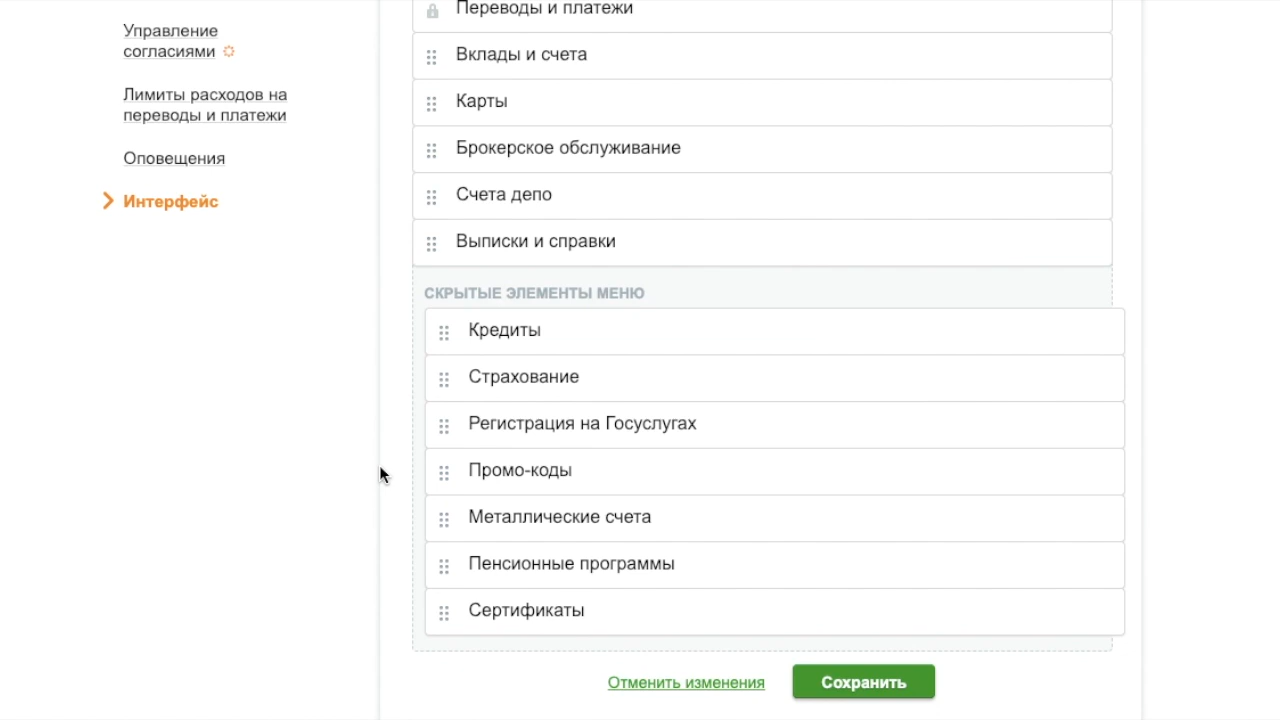 Управление
согласиями
Лимиты расходов на
переводы и платежи
Оповещения
Интерфейс
Переводы и платежи
Вклады и счета
Карты
Брокерское обслуживание
Счета депо
Выписки и справки
СКРЫТЫЕ ЭЛЕМЕНТЫ МЕНЮ
Кредиты
Страхование
Регистрация на Госуслугах
Промо-коды
Металлические счета
Пенсионные программы
Сертификаты
Отменить изменения
Сохранить